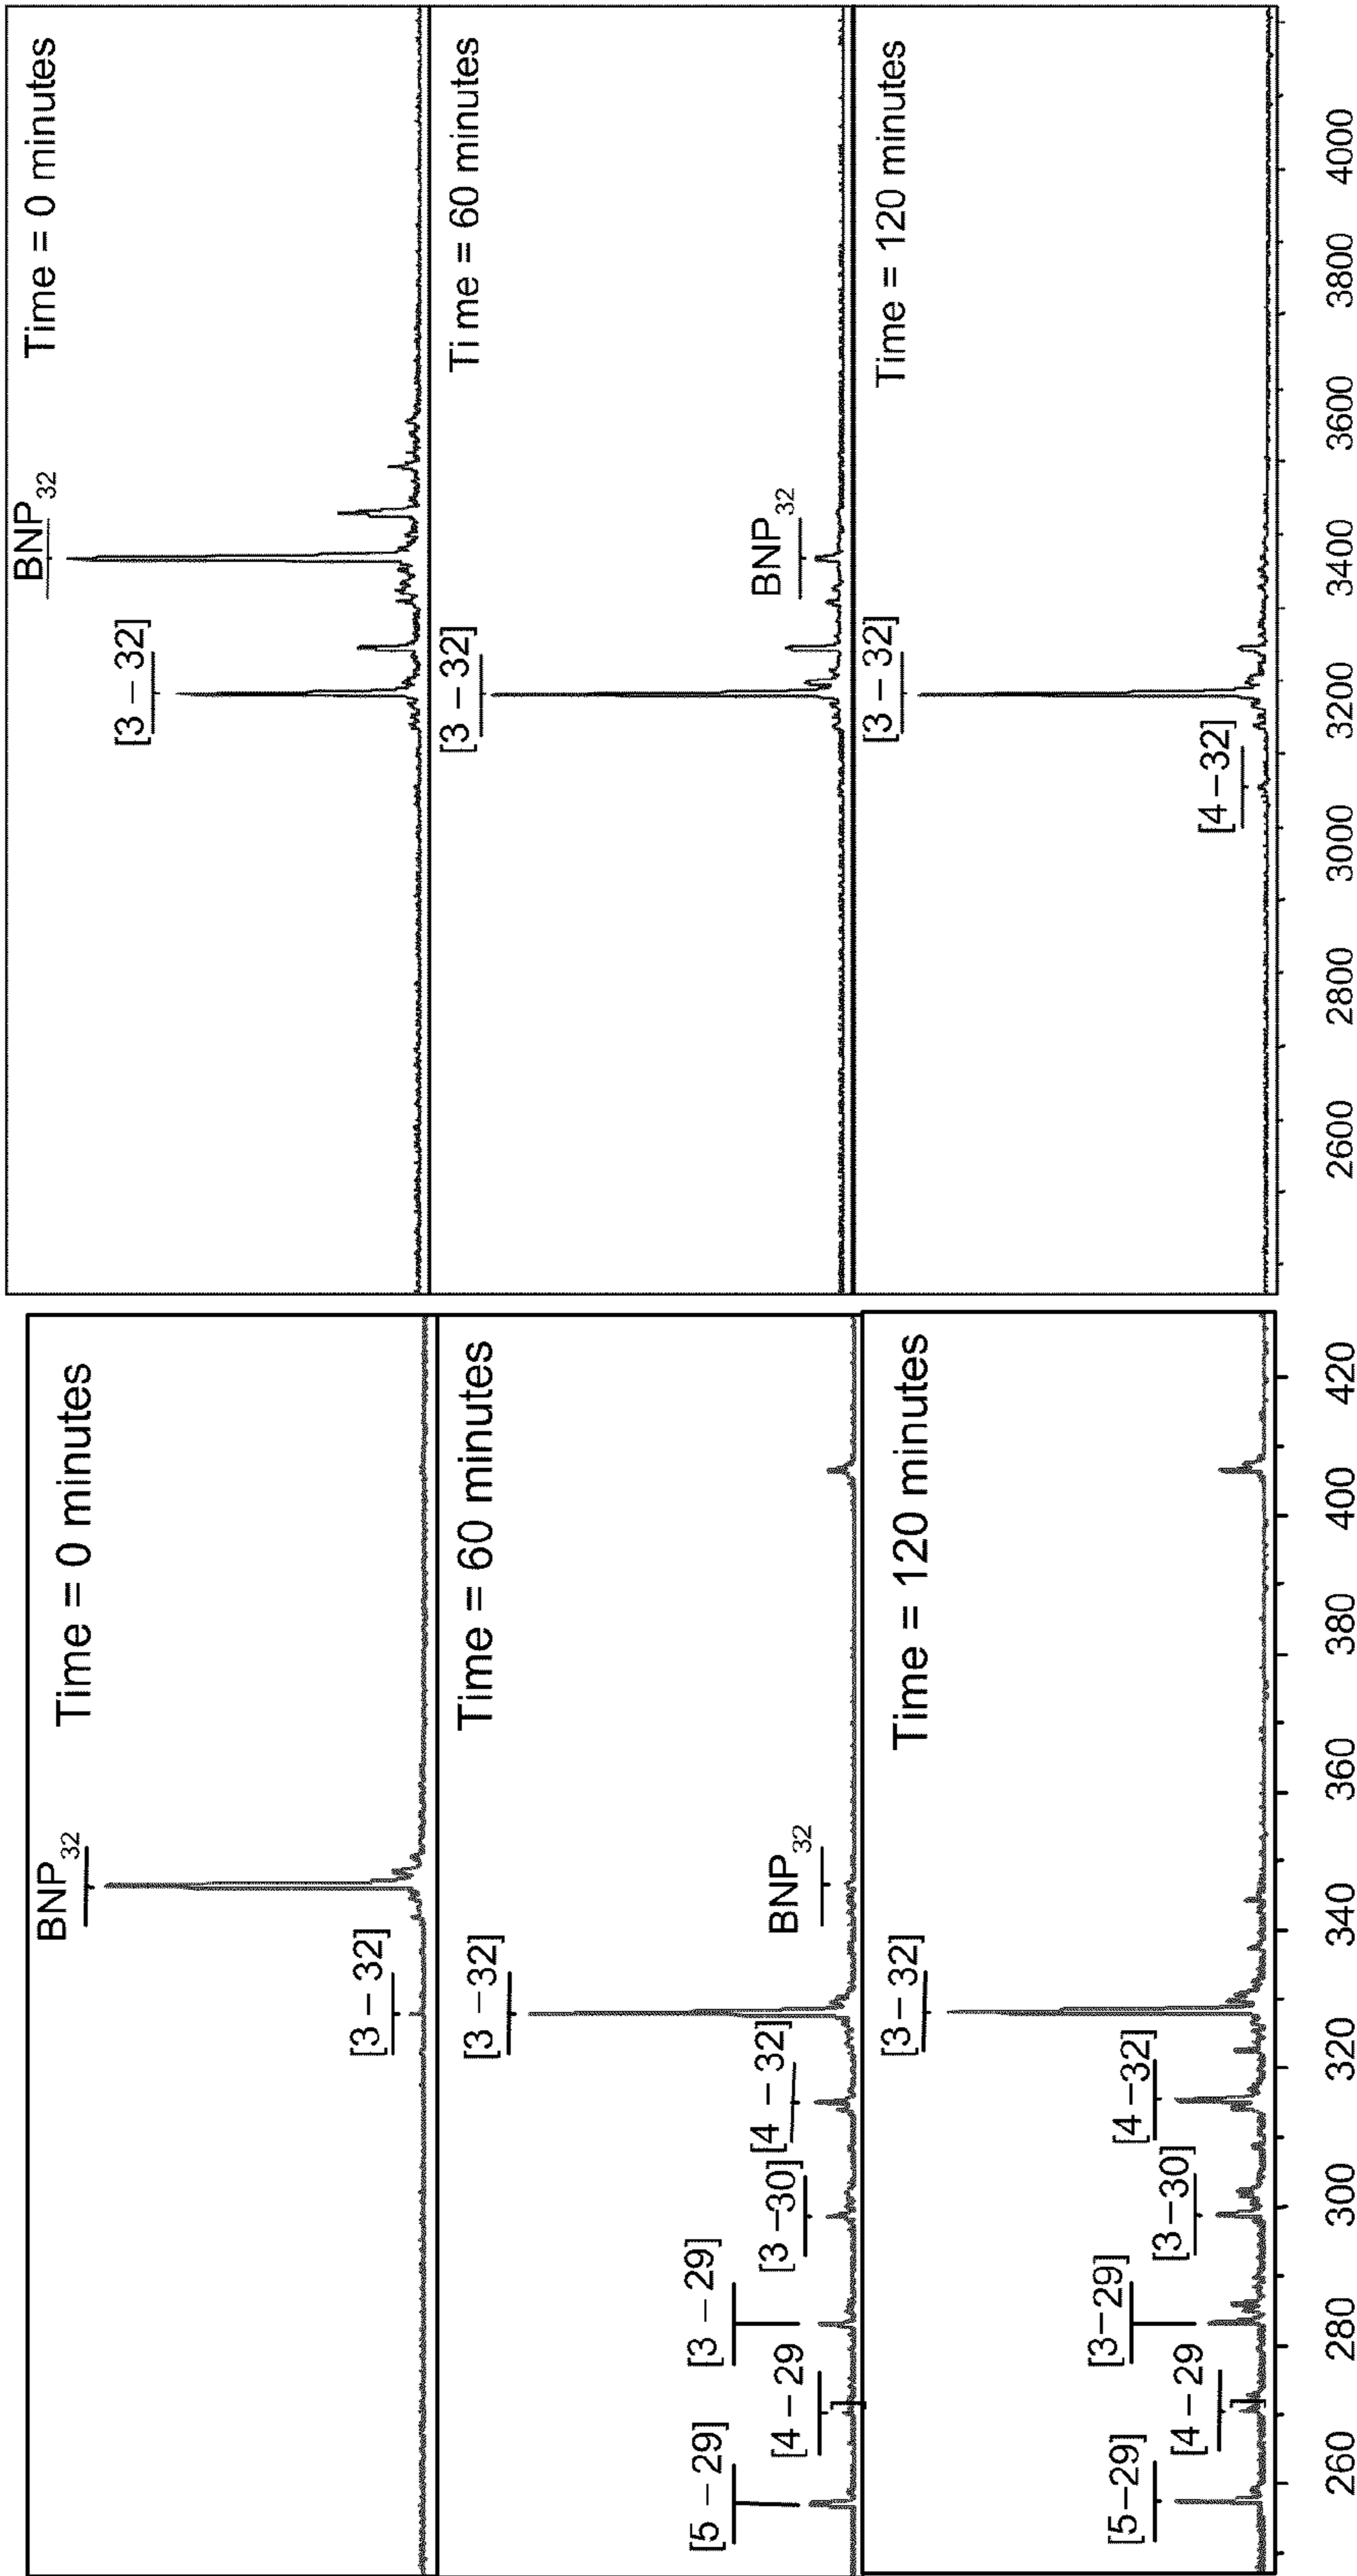 Time = 0 minutes
BNP32
[3 – 32]
Time = 60 minutes
[3 – 32]
BNP32
[4 – 32]
[3 – 30]
[3 – 29]
[4 – 29
]
[5 – 29]
Time = 120 minutes
[3 – 32]
[4 – 32]
[3 – 30]
[3 – 29]
[4 – 29
]
[5 – 29]
260 280 300 320 340 360 380 400 420
Time = 0 minutes
BNP32
[3 – 32]
Ti me = 60 minutes
[3 – 32]
BNP32
Time = 120 minutes
[3 – 32]
[4 – 32]
2600 2800 3000 3200 3400 3600 3800 4000